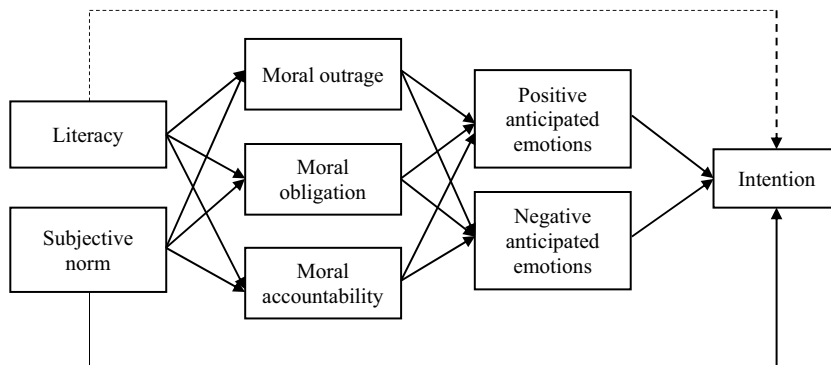 Moral outrage
Positive
anticipated
emotions
Literacy
Moral
obligation
Intention
Subjective
norm
Negative
anticipated
emotions
Moral
accountability